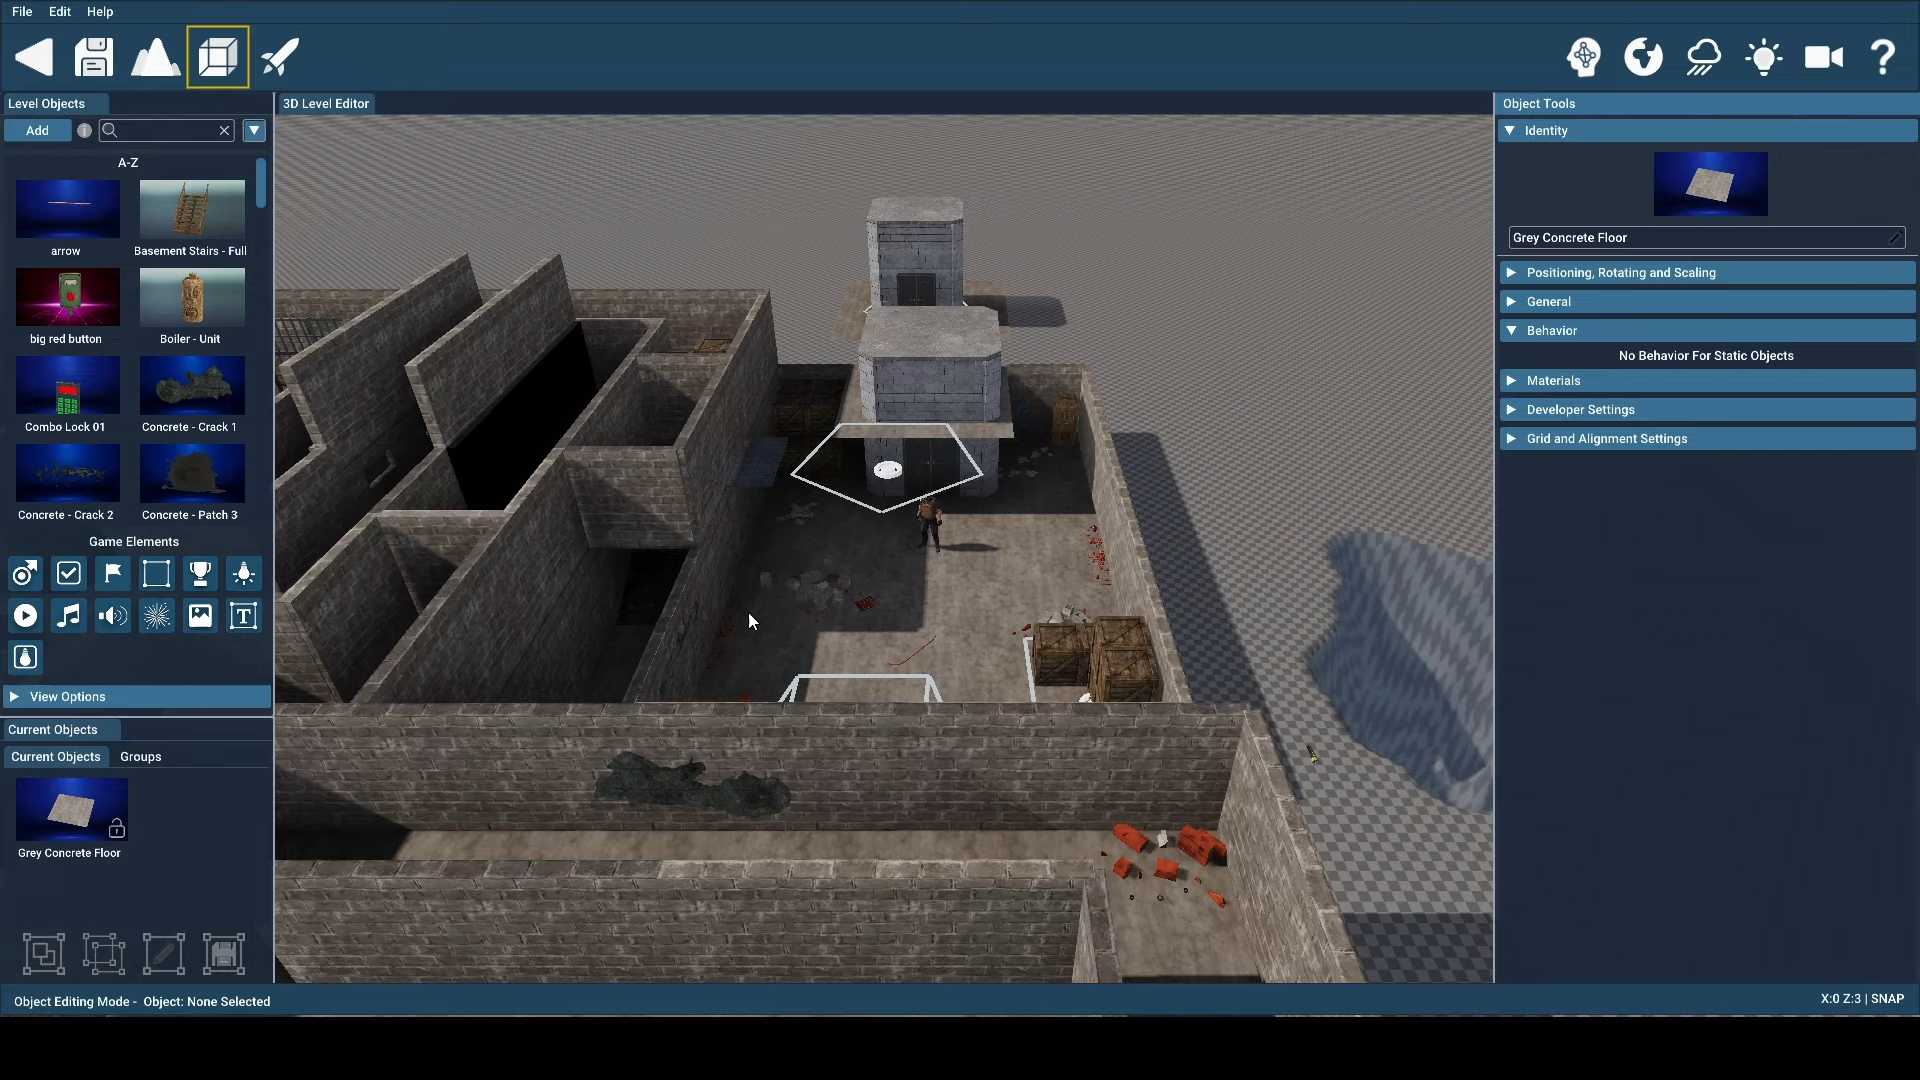 File Edit Help
Level Objects
3D Level Editor
Object Tools
Add
Identity
A-Z
arrow
Basement Stairs - Full
Grey Concrete Floor
Positioning, Rotating and Scaling
General
big red button
Boiler - Unit
Behavior
No Behavior For Static Objects
Materials
Developer Settings
Combo Lock 01
Concrete - Crack 1
Grid and Alignment Settings
Concrete - Crack 2
Concrete - Patch 3
Game Elements
T
View Options
Current Objects
Current Objects
Groups
Grey Concrete Floor
Object Editing Mode - Object: None Selected
X:0 Z:3 | SNAP